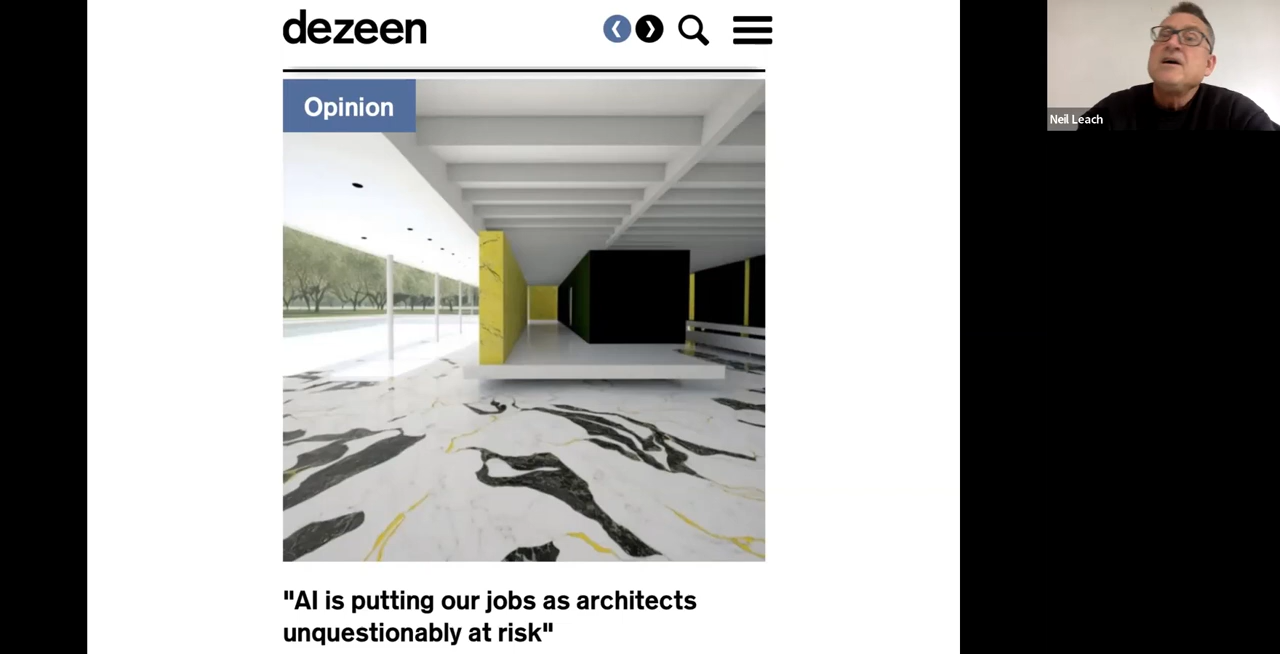 dezeen
Opinion
Neil Leach
"AI is putting our jobs as architects
unquestionably at risk"